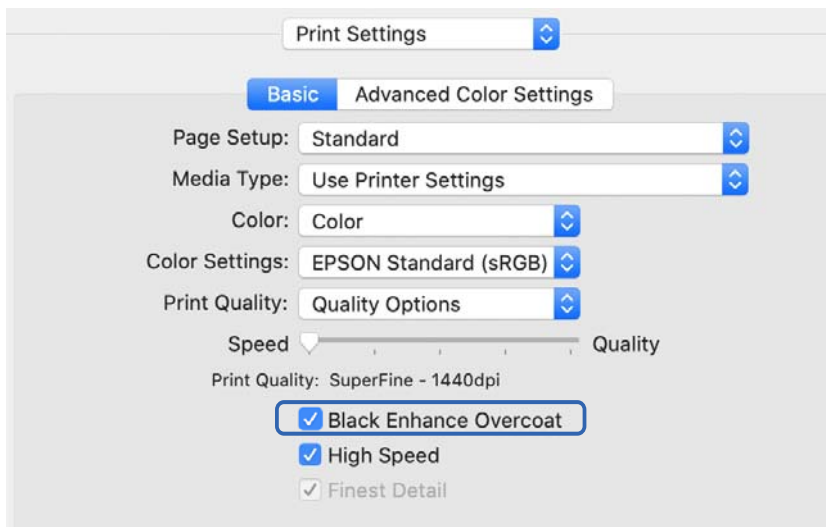 Print Settings
Basic Advanced Color Settings
Page Setup: Standard
Media Type: Use Printer Settings
Color: Color
Color Settings: EPSON Standard (sRGB)
Print Quality: Quality Options
Speed Quality
Print Quality: SuperFine - 1440dpi
Black Enhance Overcoat
High Speed
Finest Detail